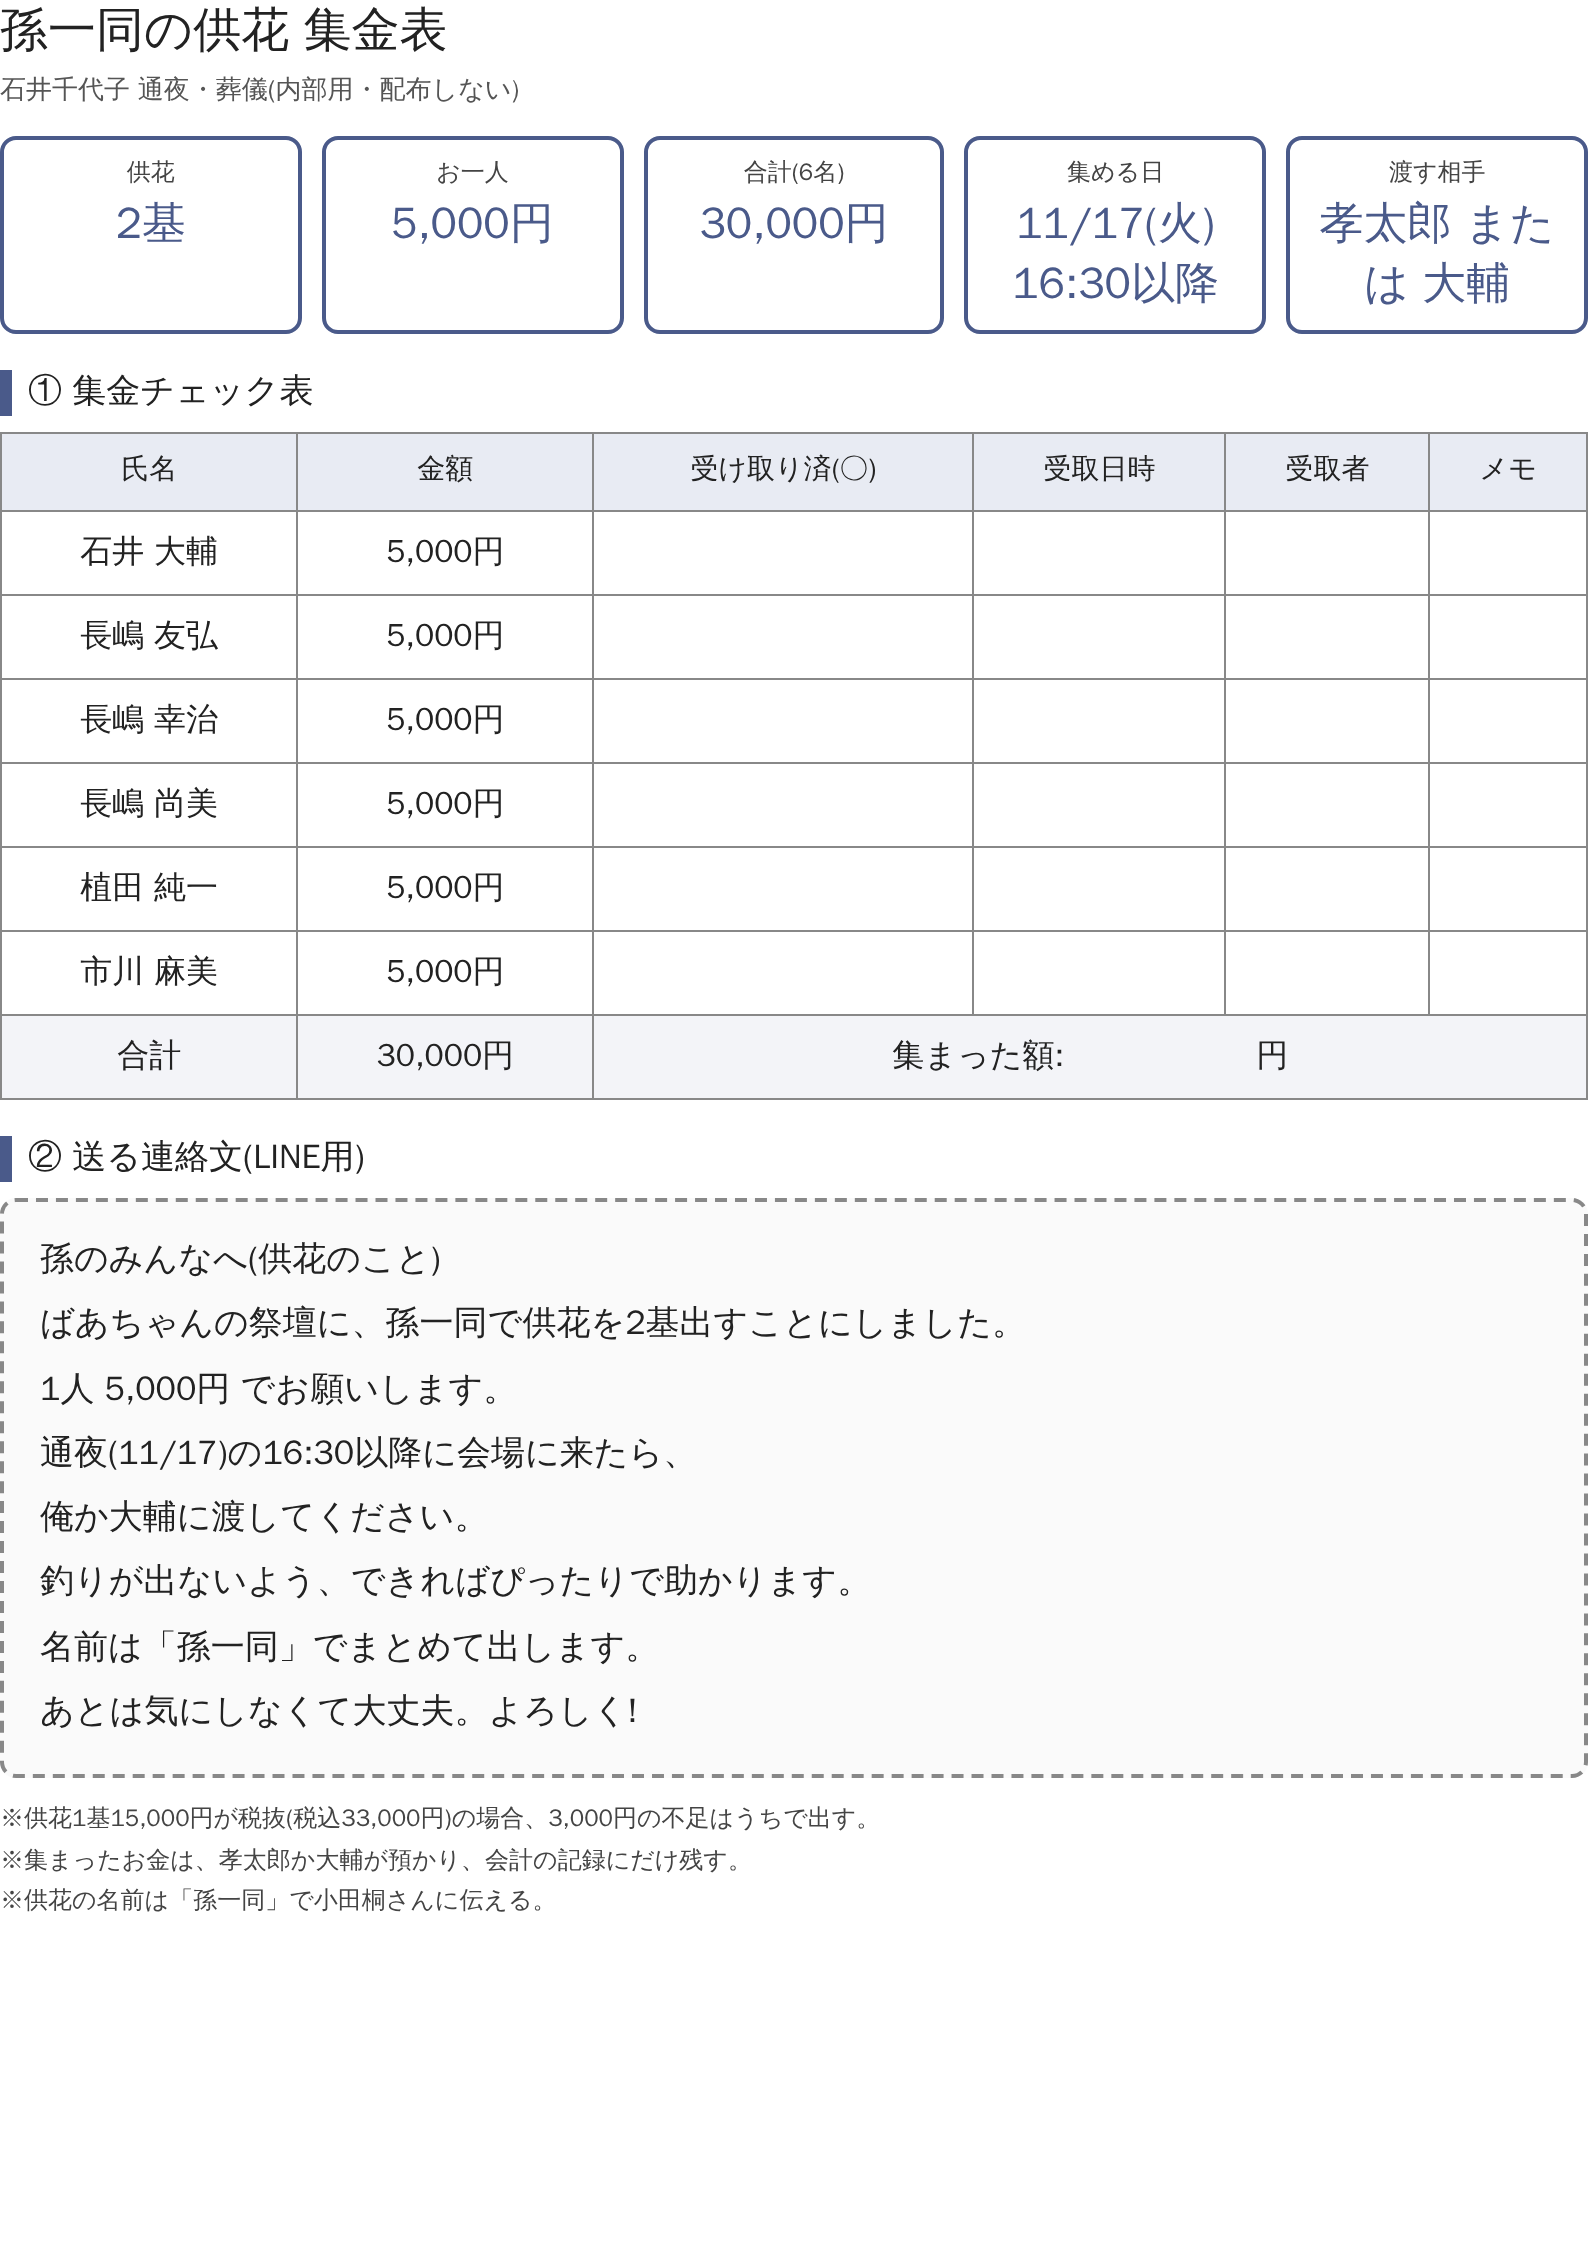 孫一同の供花 集金表
石井千代子 通夜・葬儀(内部用・配布しない)
供花
2基
お一人
5,000円
合計(6名)
30,000円
集める日
11/17(火)
16:30以降
渡す相手
孝太郎 また
は 大輔
① 集金チェック表
氏名 金額 受け取り済(〇) 受取日時 受取者 メモ
石井 大輔 5,000円
長嶋 友弘 5,000円
長嶋 幸治 5,000円
長嶋 尚美 5,000円
植田 純一 5,000円
市川 麻美 5,000円
合計 30,000円 集まった額: 円
② 送る連絡文(LINE用)
孫のみんなへ(供花のこと)
ばあちゃんの祭壇に、孫一同で供花を2基出すことにしました。
1人 5,000円 でお願いします。
通夜(11/17)の16:30以降に会場に来たら、
俺か大輔に渡してください。
釣りが出ないよう、できればぴったりで助かります。
名前は「孫一同」でまとめて出します。
あとは気にしなくて大丈夫。よろしく!
※供花1基15,000円が税抜(税込33,000円)の場合、3,000円の不足はうちで出す。
※集まったお金は、孝太郎か大輔が預かり、会計の記録にだけ残す。
※供花の名前は「孫一同」で小田桐さんに伝える。